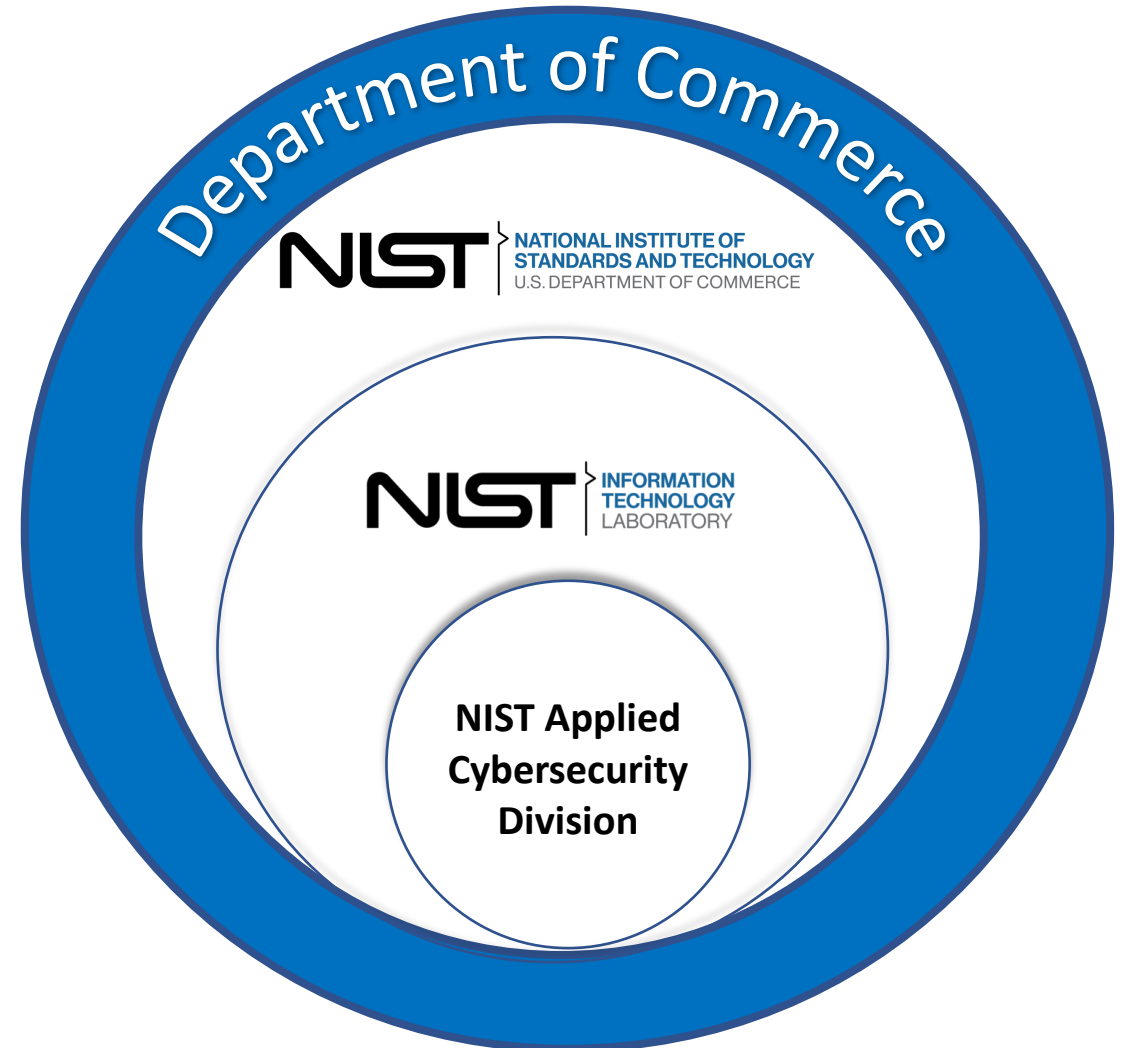 Department of Commerce
NIST
NATIONAL INSTITUTE OF
STANDARDS AND TECHNOLOGY
U.S. DEPARTMENT OF COMMERCE
NIST
INFORMATION
TECHNOLOGY
LABORATORY
NIST Applied
Cybersecurity
Division